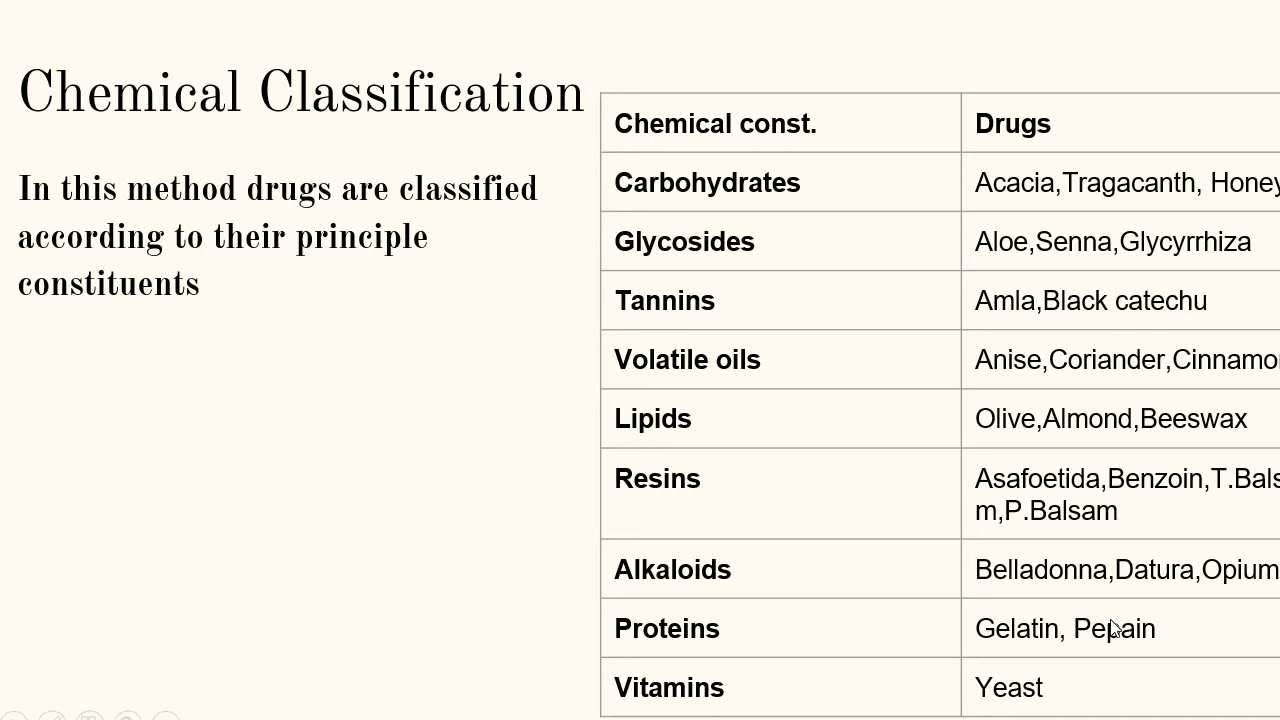 Chemical Classification
In this method drugs are classified
according to their principle
constituents
Chemical const. Drugs
Carbohydrates Acacia,Tragacanth, Honey
Glycosides Aloe,Senna,Glycyrrhiza
Tannins Amla,Black catechu
Volatile oils Anise,Coriander,Cinnamo
Lipids Olive,Almond,Beeswax
Resins Asafoetida,Benzoin,T.Bals
m,P.Balsam
Alkaloids Belladonna,Datura,Opium
Proteins Gelatin,
Vitamins Yeast